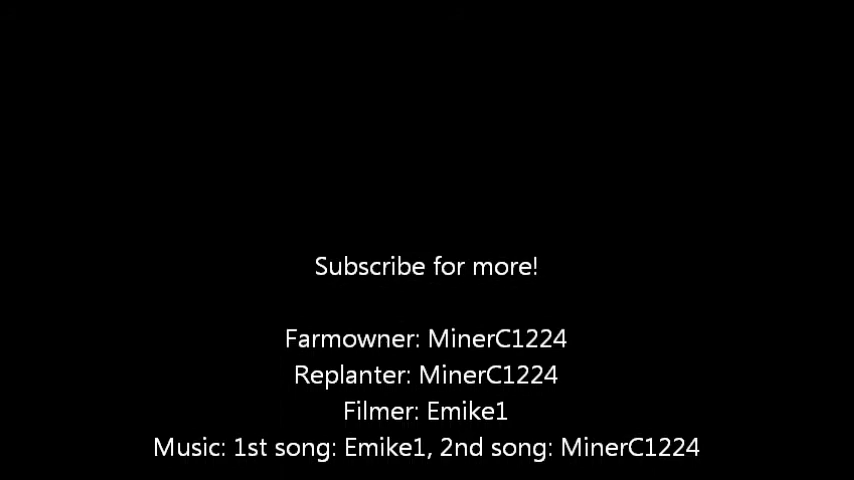 Subscribe for more!
Farmowner: MinerC1224
Replanter: MinerC1224
Filmer: Emike1
Music: 1st song: Emike1, 2nd song: MinerC1224